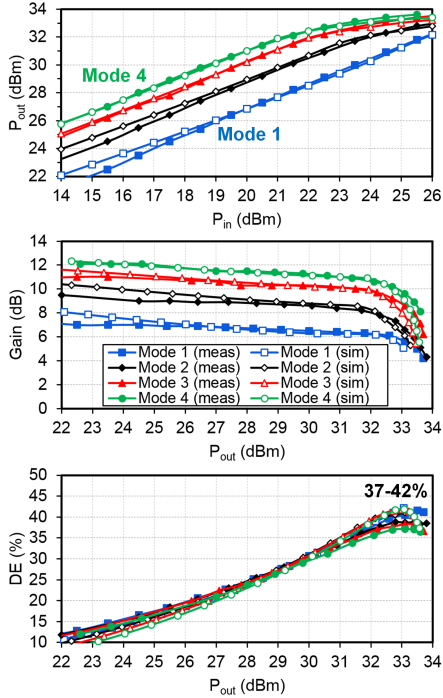 34
32
30
28
26
24
22
P_out (dBm)
Mode 4
Mode 1
14 15 16 17 18 19 20 21 22 23 24 25 26
P_in (dBm)
14
12
10
8
6
4
2
0
Gain (dB)
Mode 1 (meas) Mode 1 (sim)
Mode 2 (meas) Mode 2 (sim)
Mode 3 (meas) Mode 3 (sim)
Mode 4 (meas) Mode 4 (sim)
22 23 24 25 26 27 28 29 30 31 32 33 34
P_out (dBm)
50
45
40
35
30
25
20
15
10
DE (%)
37-42%
22 23 24 25 26 27 28 29 30 31 32 33 34
P_out (dBm)